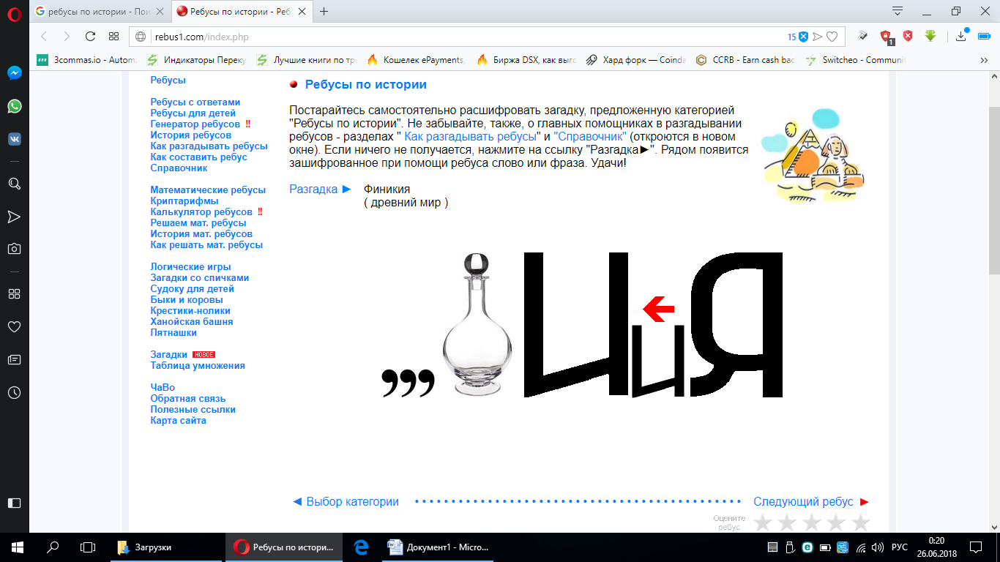 ребусы по истории - Пои
Ребусы по истории - Реб
rebus1.com/index.php
15
1
3commas.io - Автом
Индикаторы Переку
Лучшие книги по тр
Кошелек ePayments,
Биржа DSX, как выго
Хард форк — Coinda
CCRB - Earn cash bac
Switcheo - Communit
Ребусы
Ребусы с ответами
Ребусы для детей
Генератор ребусов !!
История ребусов
Как разгадывать ребусы
Как составить ребус
Справочник
Математические ребусы
Криптарифмы
Калькулятор ребусов !!
Решаем мат. ребусы
История мат. ребусов
Как решать мат. ребусы
Логические игры
Загадки со спичками
Судоку для детей
Быки и коровы
Крестики-нолики
Ханойская башня
Пятнашки
Загадки НОВОЕ
Таблица умножения
ЧаВо
Обратная связь
Полезные ссылки
Карта сайта
Ребусы по истории
Постарайтесь самостоятельно расшифровать загадку, предложенную категорией
"Ребусы по истории". Не забывайте, также, о главных помощниках в разгадывании
ребусов - разделах " Как разгадывать ребусы" и "Справочник" (откроются в новом
окне). Если ничего не получается, нажмите на ссылку "Разгадка►". Рядом появится
зашифрованное при помощи ребуса слово или фраза. Удачи!
Разгадка ► Финикия
( древний мир )
,,, И и Я
◄ Выбор категории
Следующий ребус ►
Оцените
ребус
Загрузки
Ребусы по истори...
Документ1 - Micro...
РУС
0:20
26.06.2018